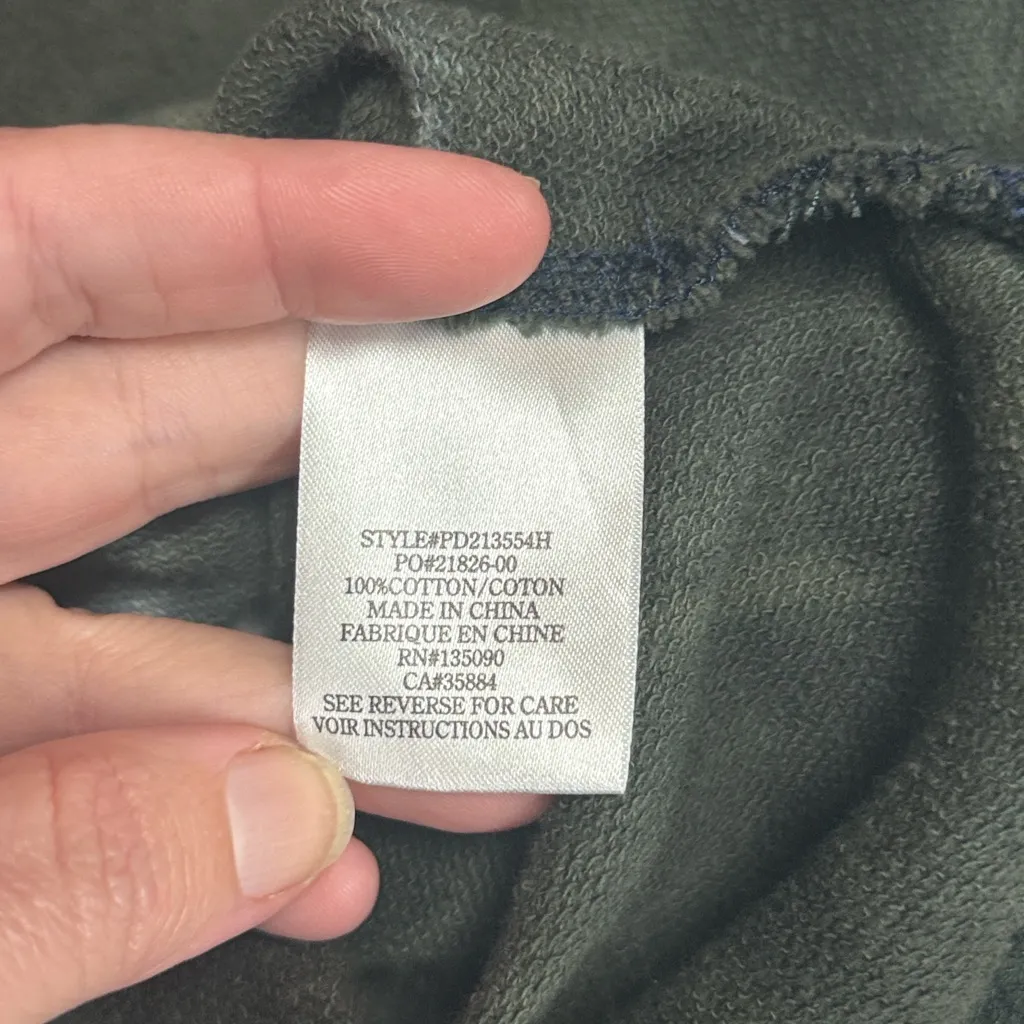 STYLE#PD213554H
PO#21826-00
100%COTTON/COTON
MADE IN CHINA
FABRIQUE EN CHINE
RN#135090
CA#35884
SEE REVERSE FOR CARE
VOIR INSTRUCTIONS AU DOS